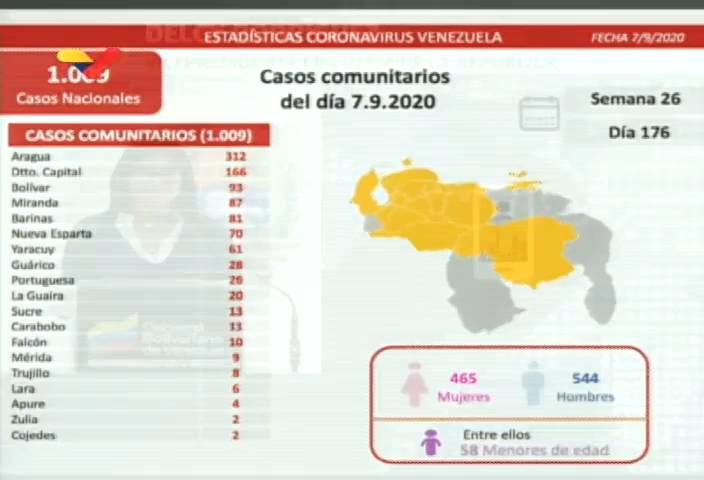 ESTADÍSTICAS CORONAVIRUS VENEZUELA
FECHA 7/9/2020
1.009
Casos Nacionales
Casos comunitarios
del día 7.9.2020
Semana 26
Día 176
CASOS COMUNITARIOS (1.009)
Aragua 312
Dtto. Capital 166
Bolívar 93
Miranda 87
Barinas 81
Nueva Esparta 70
Yaracuy 61
Guárico 28
Portuguesa 26
La Guaira 20
Sucre 13
Carabobo 11
Falcón 10
Mérida 9
Trujillo 8
Lara 6
Apure 4
Zulia 2
Cojedes 2
465
Mujeres
544
Hombres
Entre ellos
58 Menores de edad